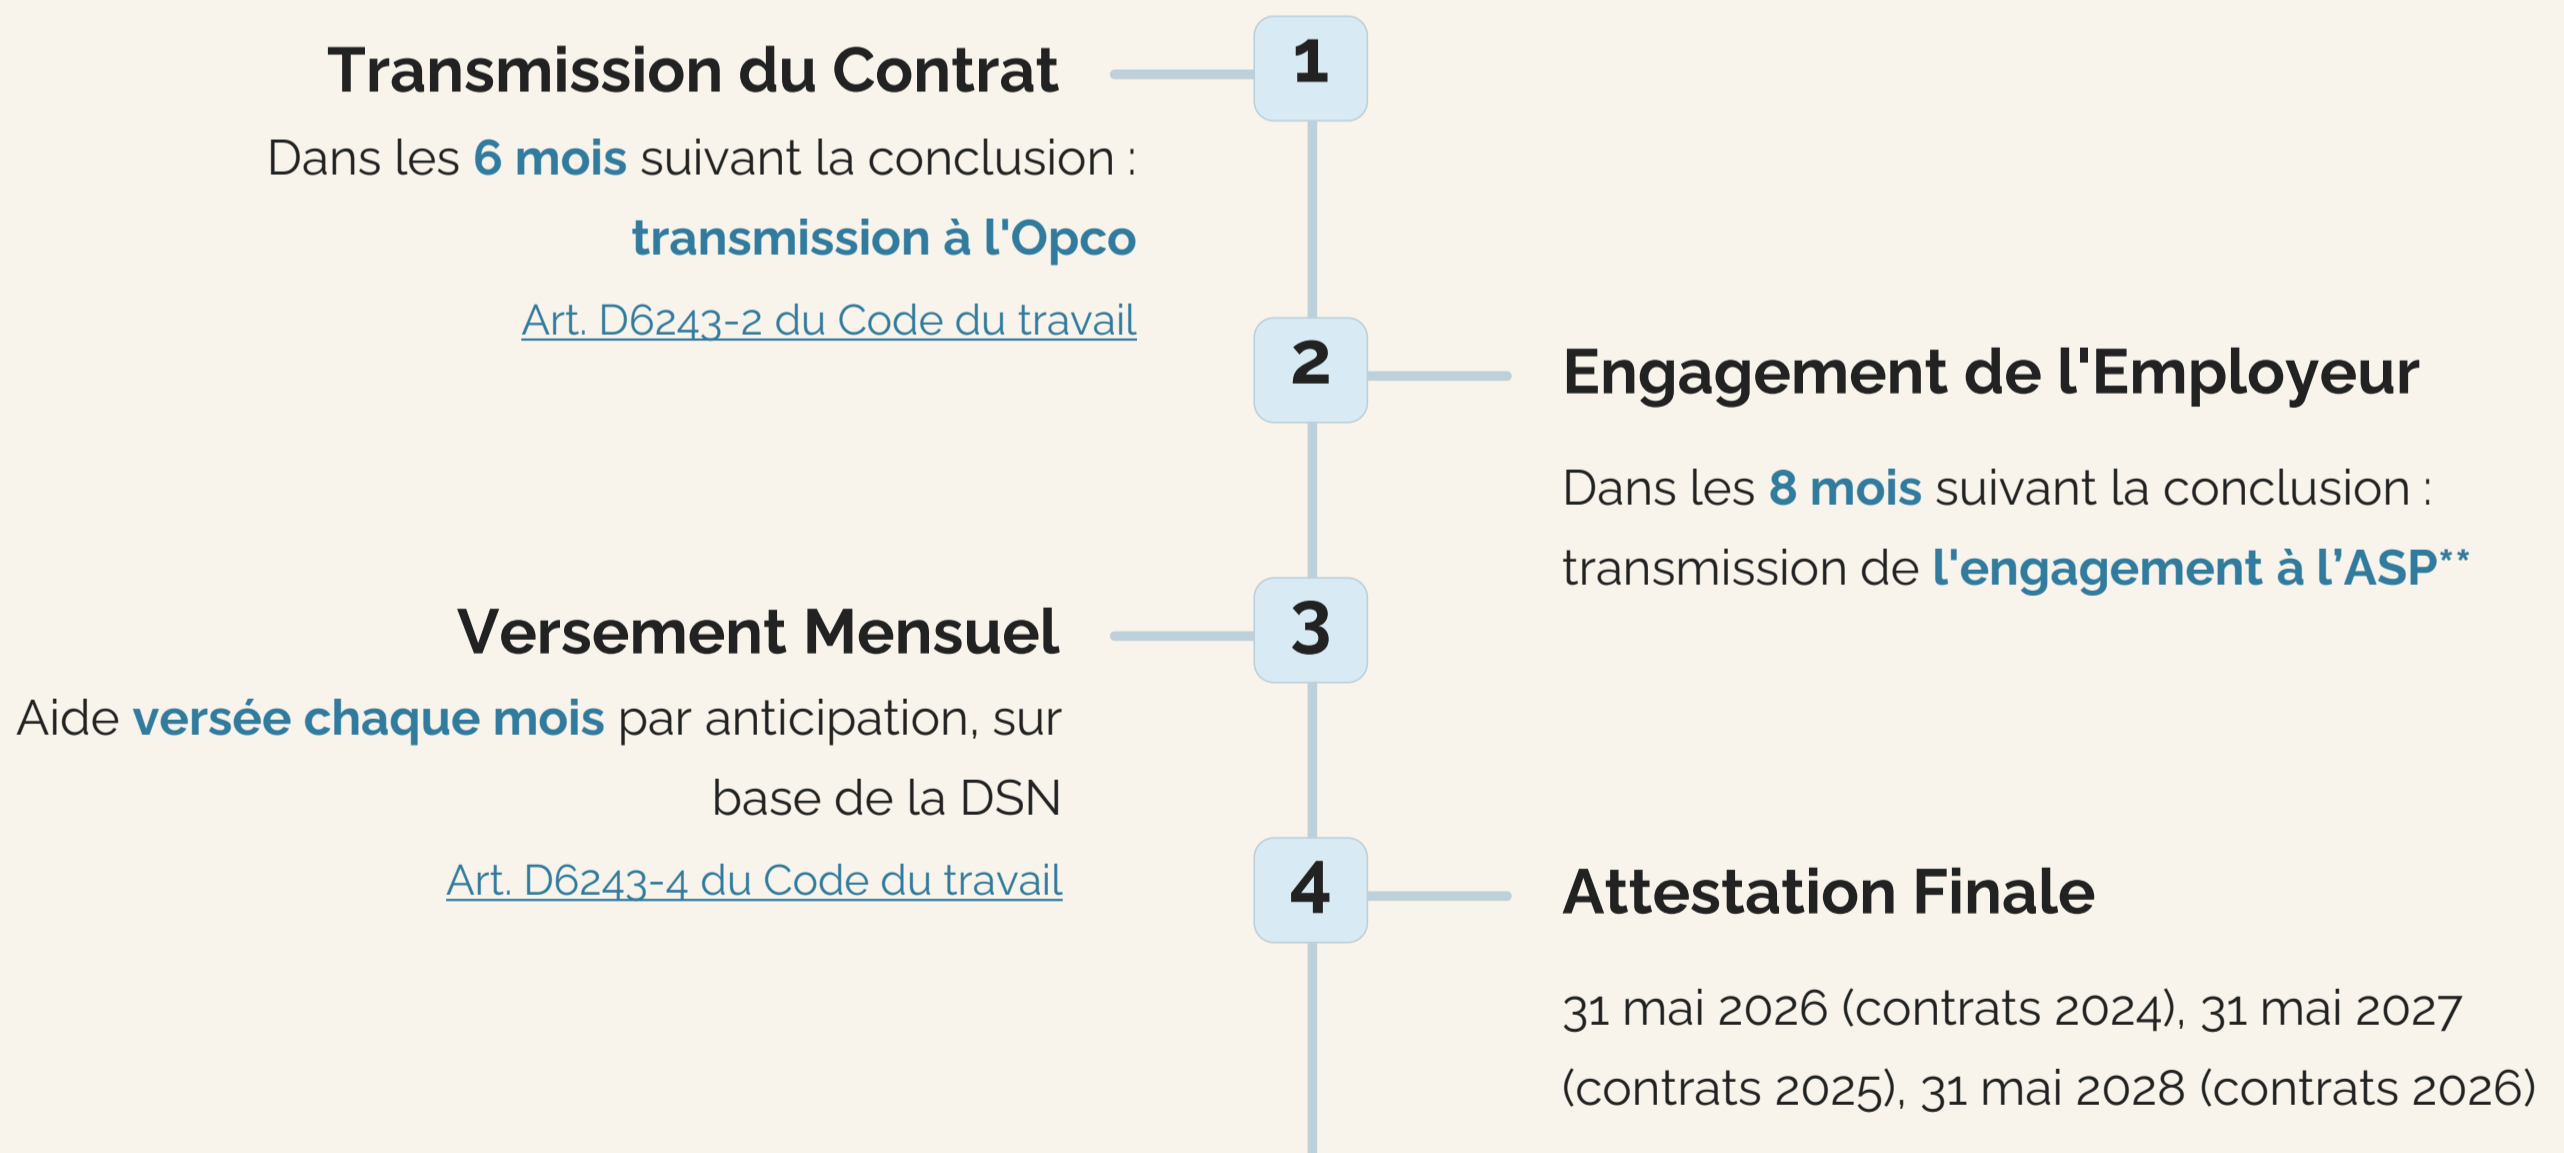 1
Transmission du Contrat
Dans les 6 mois suivant la conclusion :
transmission à l'Opco
Art. D6243-2 du Code du travail
2
Engagement de l'Employeur
Dans les 8 mois suivant la conclusion :
transmission de l'engagement à l’ASP**
3
Versement Mensuel
Aide versée chaque mois par anticipation, sur
base de la DSN
Art. D6243-4 du Code du travail
4
Attestation Finale
31 mai 2026 (contrats 2024), 31 mai 2027
(contrats 2025), 31 mai 2028 (contrats 2026)